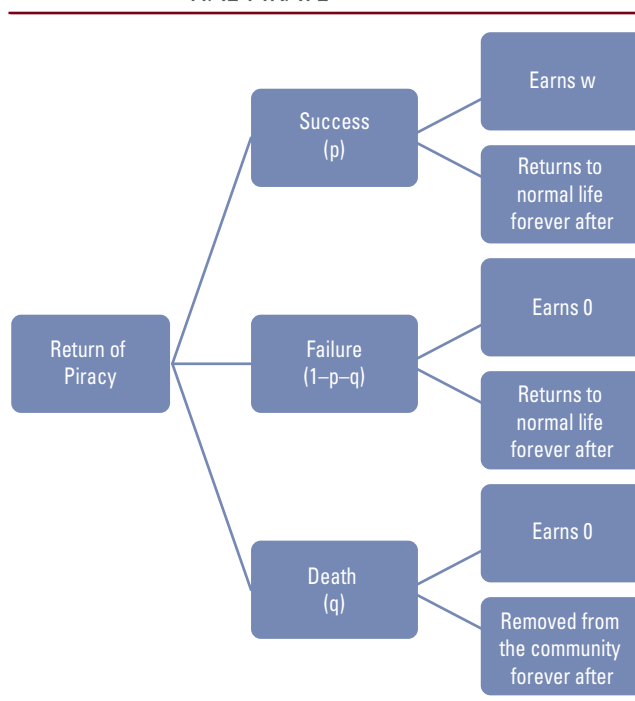 Success
(p)
Earns w
Returns to
normal life
forever after
Return of
Piracy
Failure
(1–p–q)
Earns 0
Returns to
normal life
forever after
Death
(q)
Earns 0
Removed from
the community
forever after